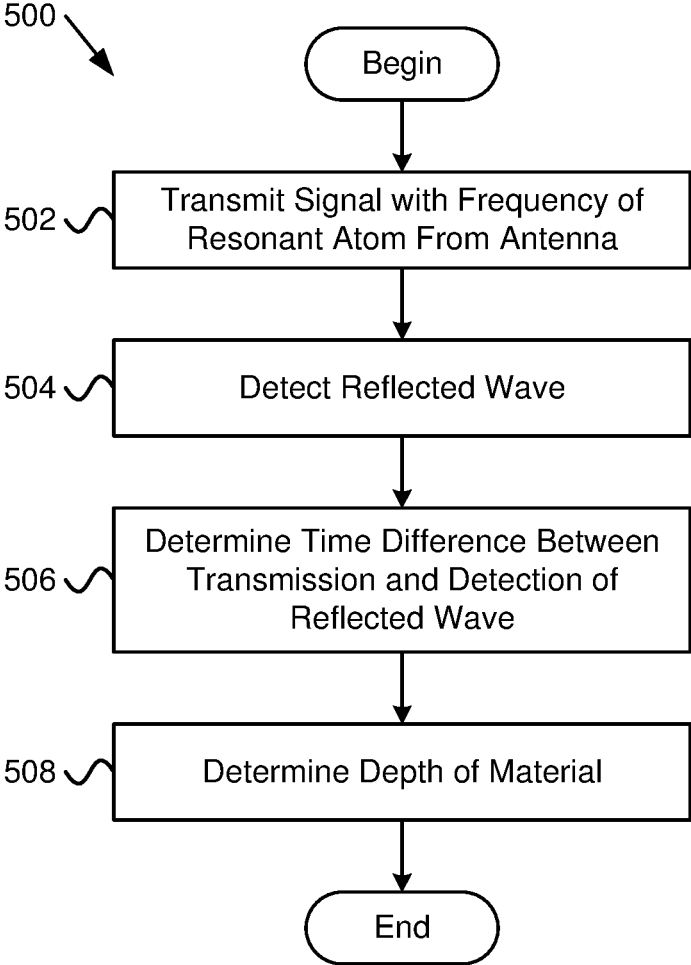 500
Begin
502
Transmit Signal with Frequency of
Resonant Atom From Antenna
504
Detect Reflected Wave
506
Determine Time Difference Between
Transmission and Detection of
Reflected Wave
508
Determine Depth of Material
End